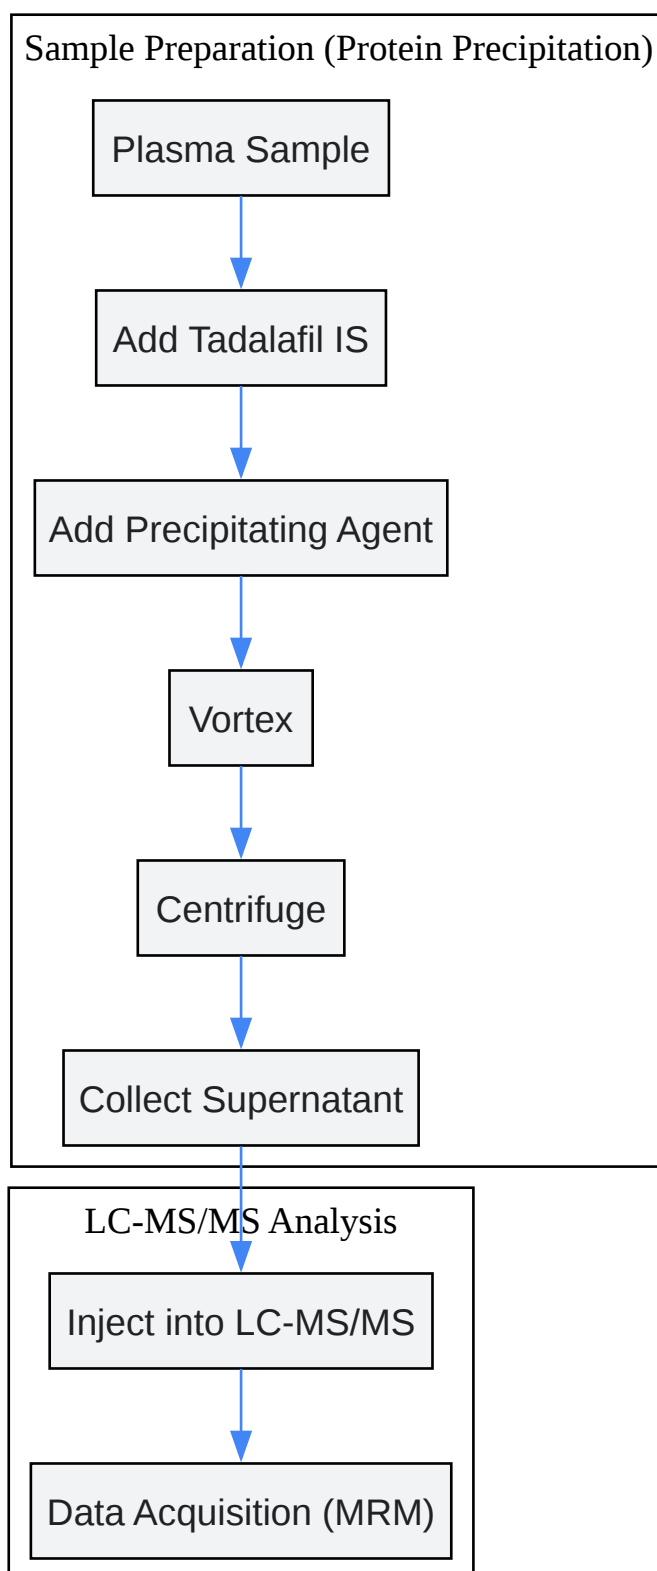 Sample Preparation (Protein Precipitation)
Plasma Sample
Add Tadalafil IS
Add Precipitating Agent
Vortex
Centrifuge
Collect Supernatant
LC-MS/MS Analysis
Inject into LC-MS/MS
Data Acquisition (MRM)